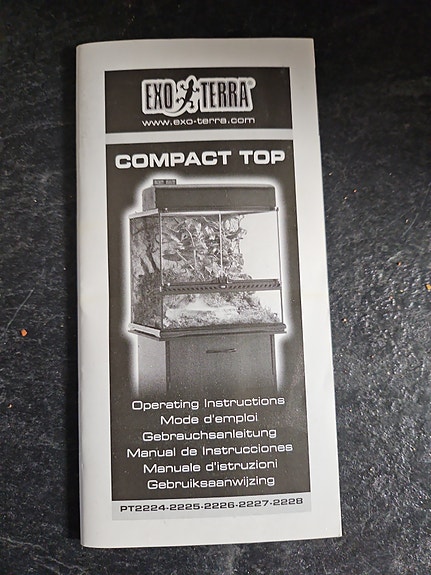 EXO TERRA®
www.exo-terra.com
COMPACT TOP
Operating Instructions
Mode d'emploi
Gebrauchsanleitung
Manual de Instrucciones
Manuale d'istruzioni
Gebruiksaanwijzing
PT2224-2225-2226-2227-2228